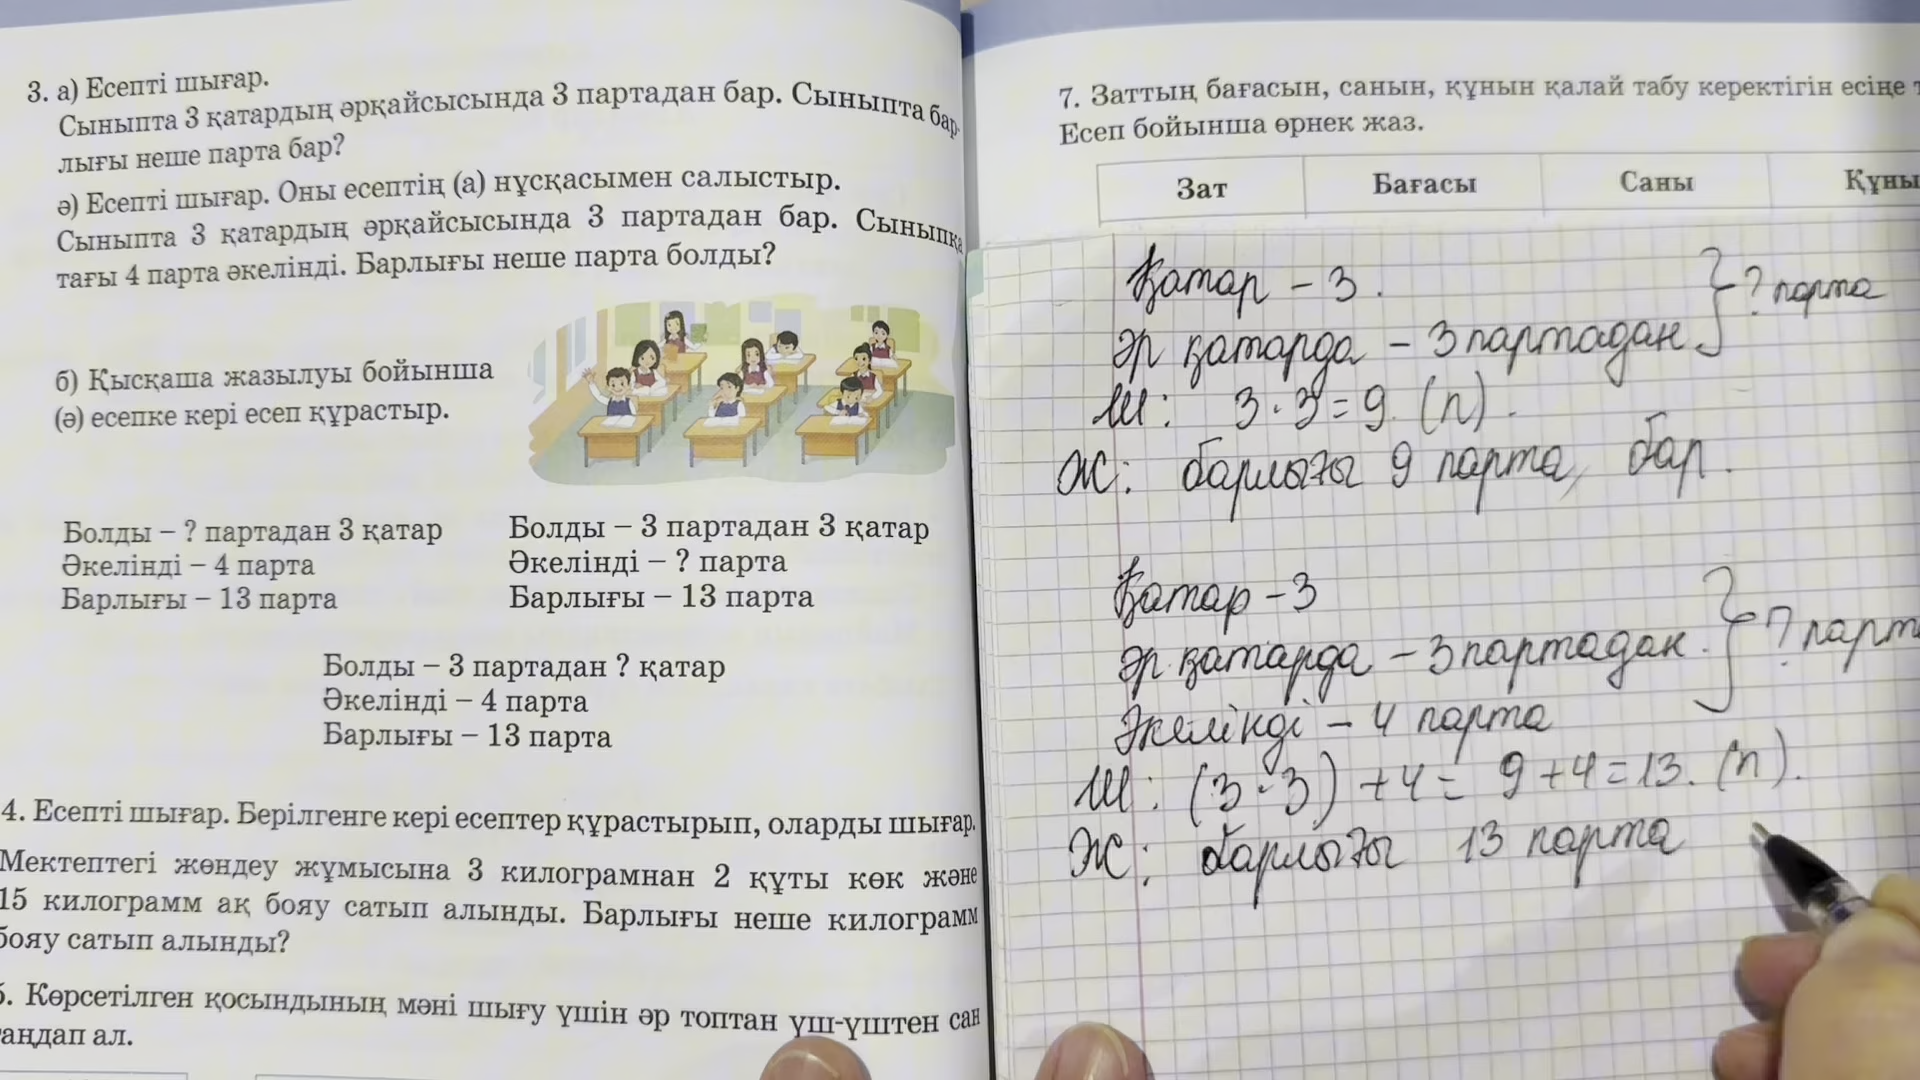 3. а) Есепті шығар.
Сыныпта 3 қатардың әрқайсысында 3 партадан бар. Сыныпта бар-
лығы неше парта бар?
ә) Есепті шығар. Оны есептің (а) нұсқасымен салыстыр.
Сыныпта 3 қатардың әрқайсысында 3 партадан бар. Сыныпқа
тағы 4 парта әкелінді. Барлығы неше парта болды?
б) Қысқаша жазылуы бойынша
(ә) есепке кері есеп құрастыр.
Болды – ? партадан 3 қатар
Әкелінді – 4 парта
Барлығы – 13 парта
Болды – 3 партадан 3 қатар
Әкелінді – ? парта
Барлығы – 13 парта
Болды – 3 партадан ? қатар
Әкелінді – 4 парта
Барлығы – 13 парта
4. Есепті шығар. Берілгенге кері есептер құрастырып, оларды шығар.
Мектептегі жөндеу жұмысына 3 килограмнан 2 құты көк және
15 килограмм ақ бояу сатып алынды. Барлығы неше килограмм
бояу сатып алынды?
Көрсетілген қосындының мәні шығу үшін әр топтан үш-үштен сан
таңдап ал.
7. Заттың бағасын, санын, құнын қалай табу керектігін есіңе
Есеп бойынша өрнек жаз.
Зат Бағасы Саны Құны
Қатар – 3.
Әр қатарда – 3 партадан } ? парта
Ш: 3·3=9. (п).
Ж: барлығы 9 парта, бар.
Қатар – 3
Әр қатарда – 3 партадан. } ? парт
Әкелінді – 4 парта
Ш: (3·3)+4= 9+4=13. (п).
Ж: барлығы 13 парта